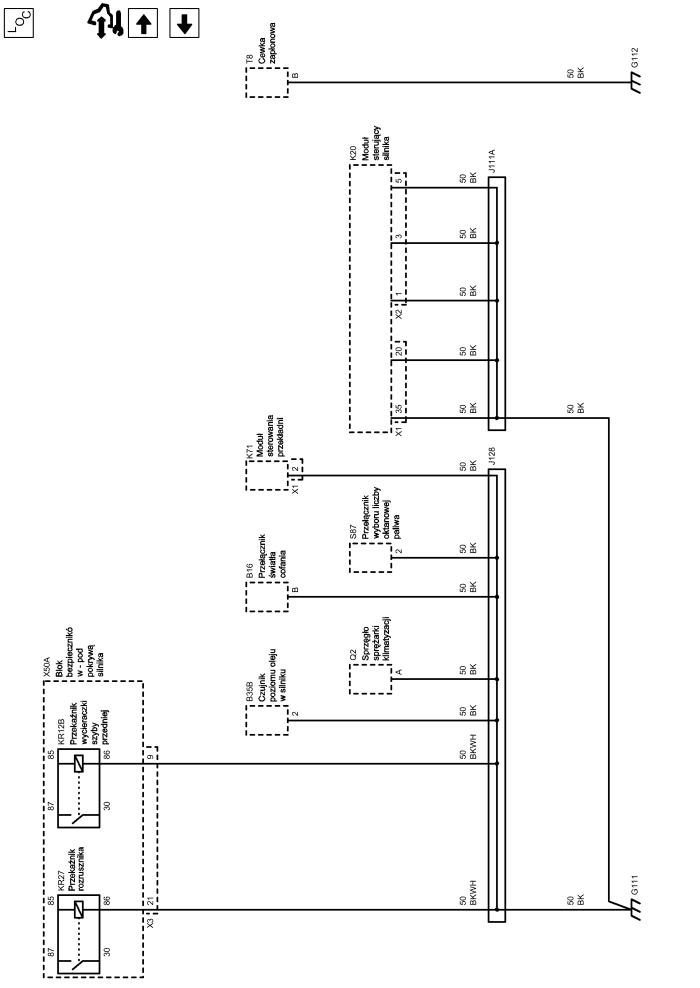 LOC
T8
Cewka
zapłonowa
B
50
BK
G112
K20
Moduł
sterujący
silnika
5
50
BK
J111A
3
50
BK
1
X2
50
BK
20
50
BK
35
X1
50
BK
50
BK
K71
Moduł
sterowania
przekładni
2
X1
50
BK
J128
S87
Przełącznik
wyboru liczby
oktanowej
paliwa
2
50
BK
B16
Przełącznik
światła
cofania
B
50
BK
Q2
Sprzęgło
sprężarki
klimatyzacji
A
50
BK
B35B
Czujnik
poziomu oleju
w silniku
2
50
BK
X50A
Blok
bezpiecznikó
w - pod
pokrywą
silnika
KR12B
Przekaźnik
wycieraczki
szyby
przedniej
85
86
87
30
9
50
BKWH
KR27
Przekaźnik
rozrusznika
85
86
87
30
21
X3
50
BKWH
50
BK
G111